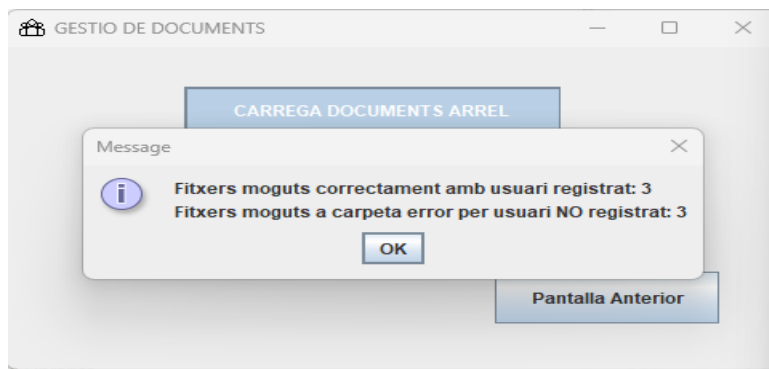 GESTIO DE DOCUMENTS
CARREGA DOCUMENTS ARREL
Message
Fitxers moguts correctament amb usuari registrat: 3
Fitxers moguts a carpeta error per usuari NO registrat: 3
OK
Pantalla Anterior